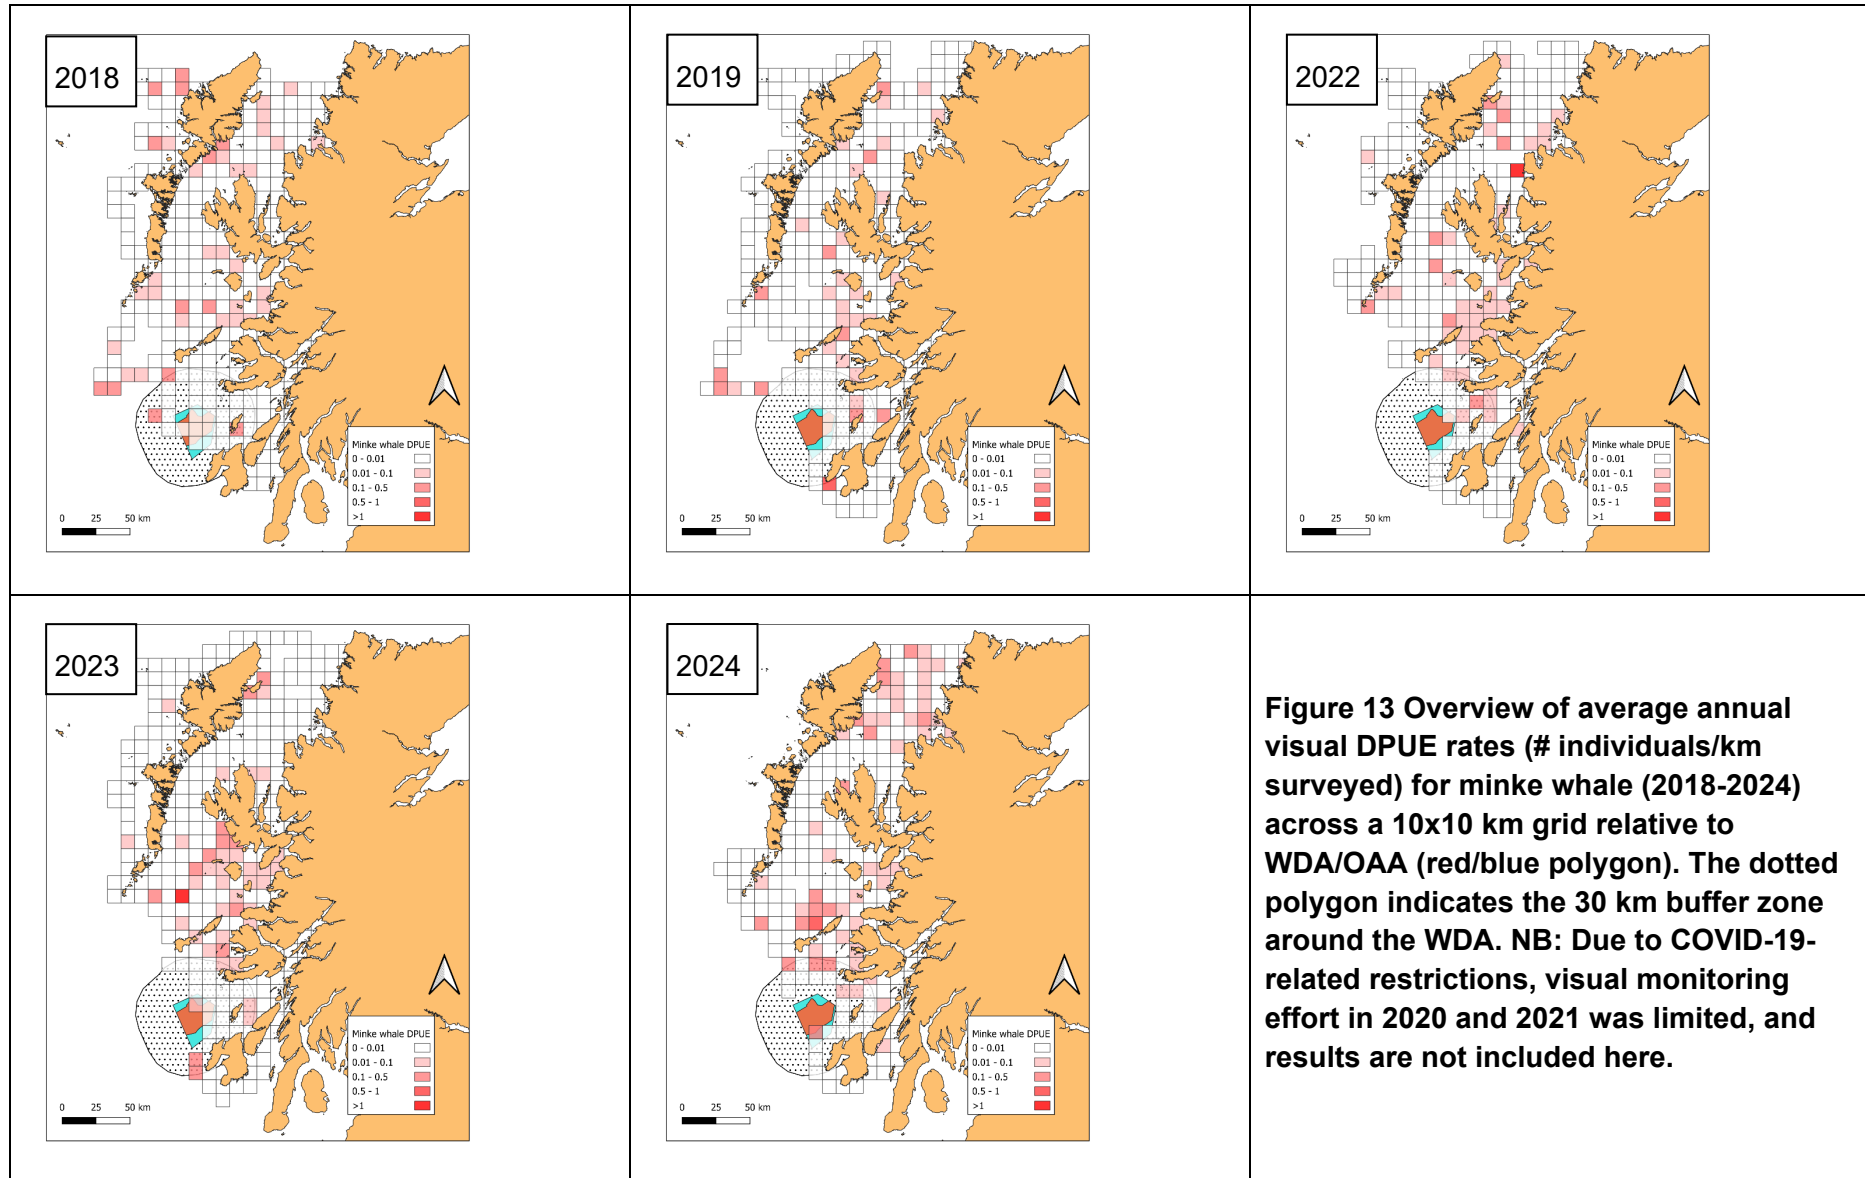 2018
Minke whale DPUE
0 - 0.01
0.01 - 0.1
0.1 - 0.5
0.5 - 1
>1
0 25 50 km
2019
Minke whale DPUE
0 - 0.01
0.01 - 0.1
0.1 - 0.5
0.5 - 1
>1
0 25 50 km
2022
Minke whale DPUE
0 - 0.01
0.01 - 0.1
0.1 - 0.5
0.5 - 1
>1
0 25 50 km
2023
Minke whale DPUE
0 - 0.01
0.01 - 0.1
0.1 - 0.5
0.5 - 1
>1
0 25 50 km
2024
Minke whale DPUE
0 - 0.01
0.01 - 0.1
0.1 - 0.5
0.5 - 1
>1
0 25 50 km
Figure 13 Overview of average annual
visual DPUE rates (# individuals/km
surveyed) for minke whale (2018-2024)
across a 10x10 km grid relative to
WDA/OAA (red/blue polygon). The dotted
polygon indicates the 30 km buffer zone
around the WDA. NB: Due to COVID-19-
related restrictions, visual monitoring
effort in 2020 and 2021 was limited, and
results are not included here.